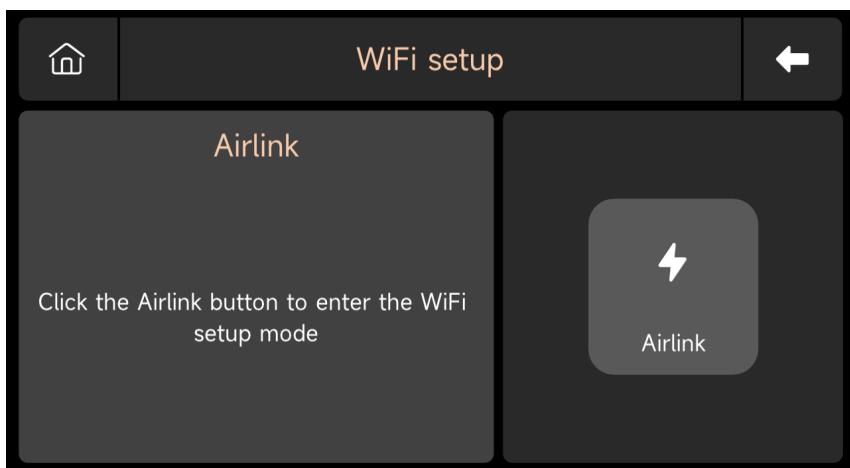 WiFi setup
Airlink
Click the Airlink button to enter the WiFi
setup mode
Airlink